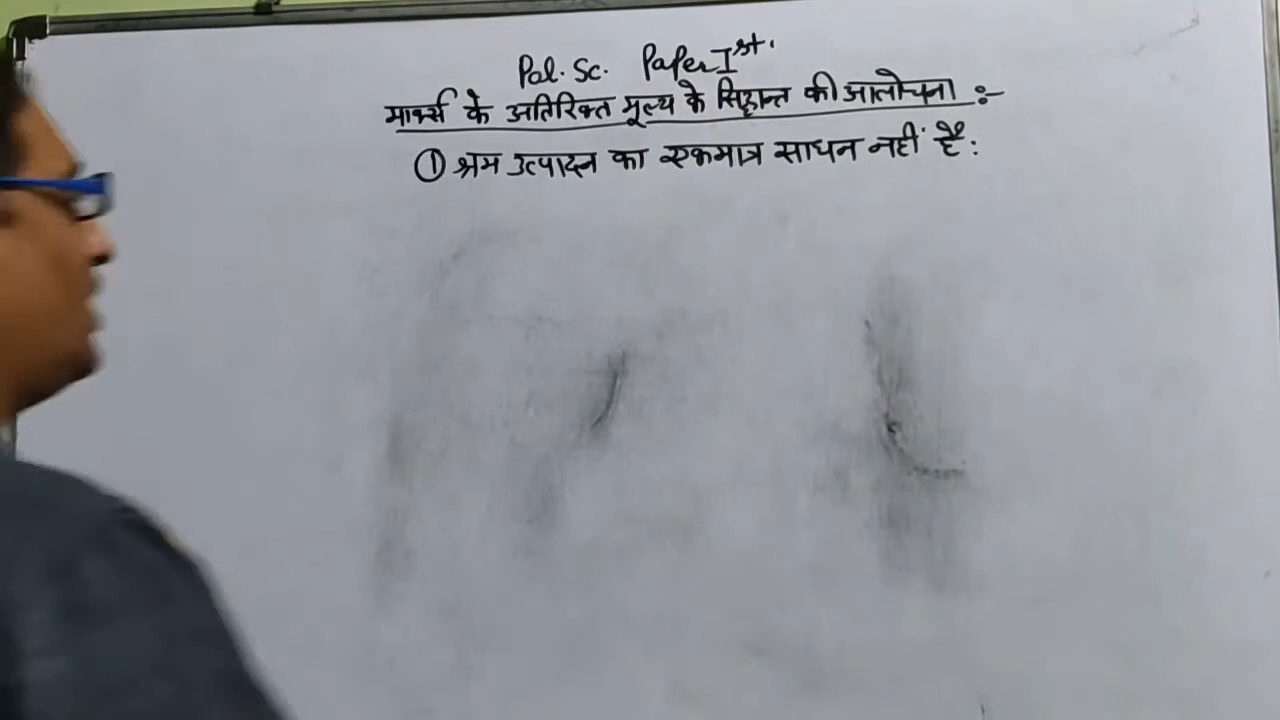 Pol. Sc. Paper Ist.
मार्क्स के अतिरिक्त मूल्य के सिद्धान्त की आलोचना :-
① श्रम उत्पादन का एकमात्र साधन नहीं है :